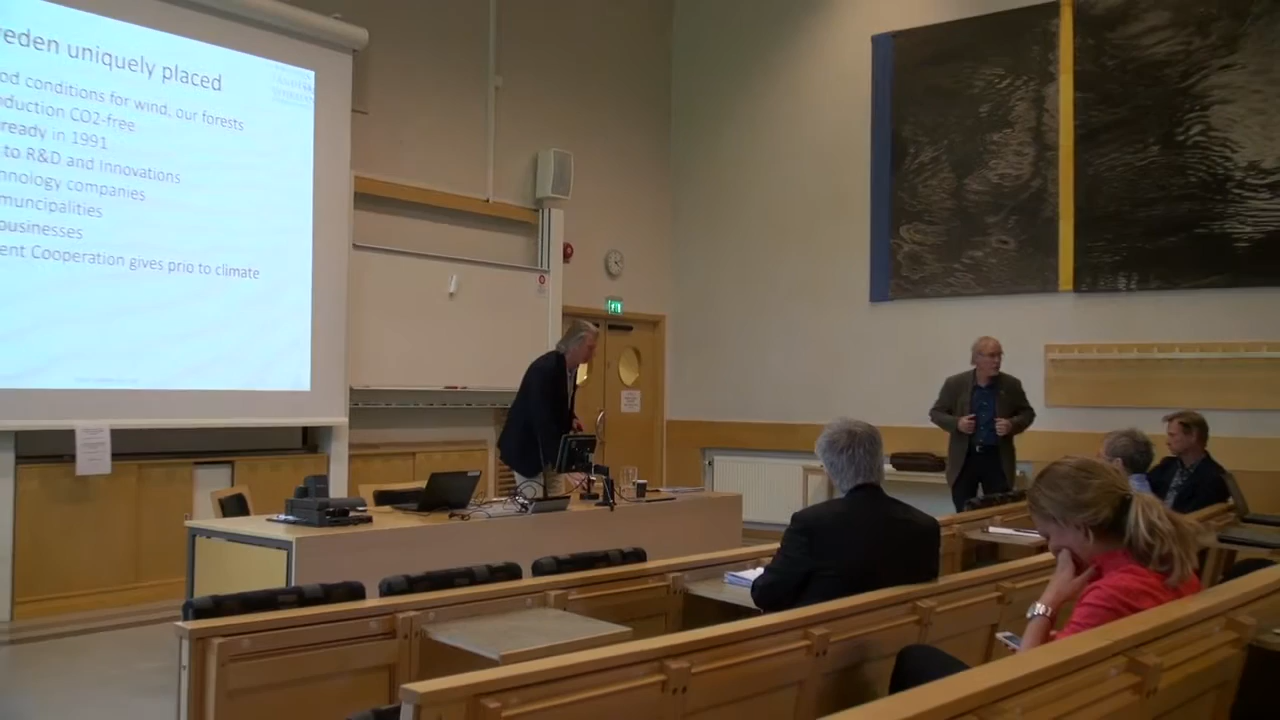 eden uniquely placed
od conditions for wind, our forests
duction CO2-free
ready in 1991
to R&D and Innovations
hnology companies
muncipalities
businesses
ent Cooperation gives prio to climate